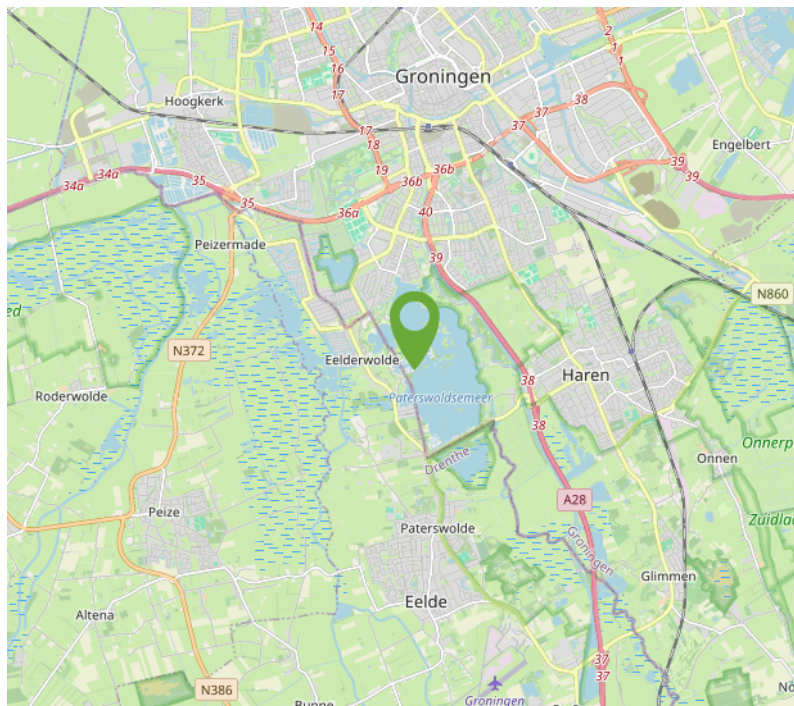 14
2
15
1
16
1
Groningen
17
Hoogkerk
37
38
37
17
18
Engelbert
39
19
36b
36b
39
34a
34a
35
35
36a
40
Peizermade
39
N860
N372
Eelderwolde
Haren
38
Roderwolde
Paterswoldsemeer
38
Onnerp
Drenthe
Onnen
A28
Peize
Zuidlaa
Paterswolde
Groningen
Glimmen
Eelde
Altena
37
37
N386
Groningen